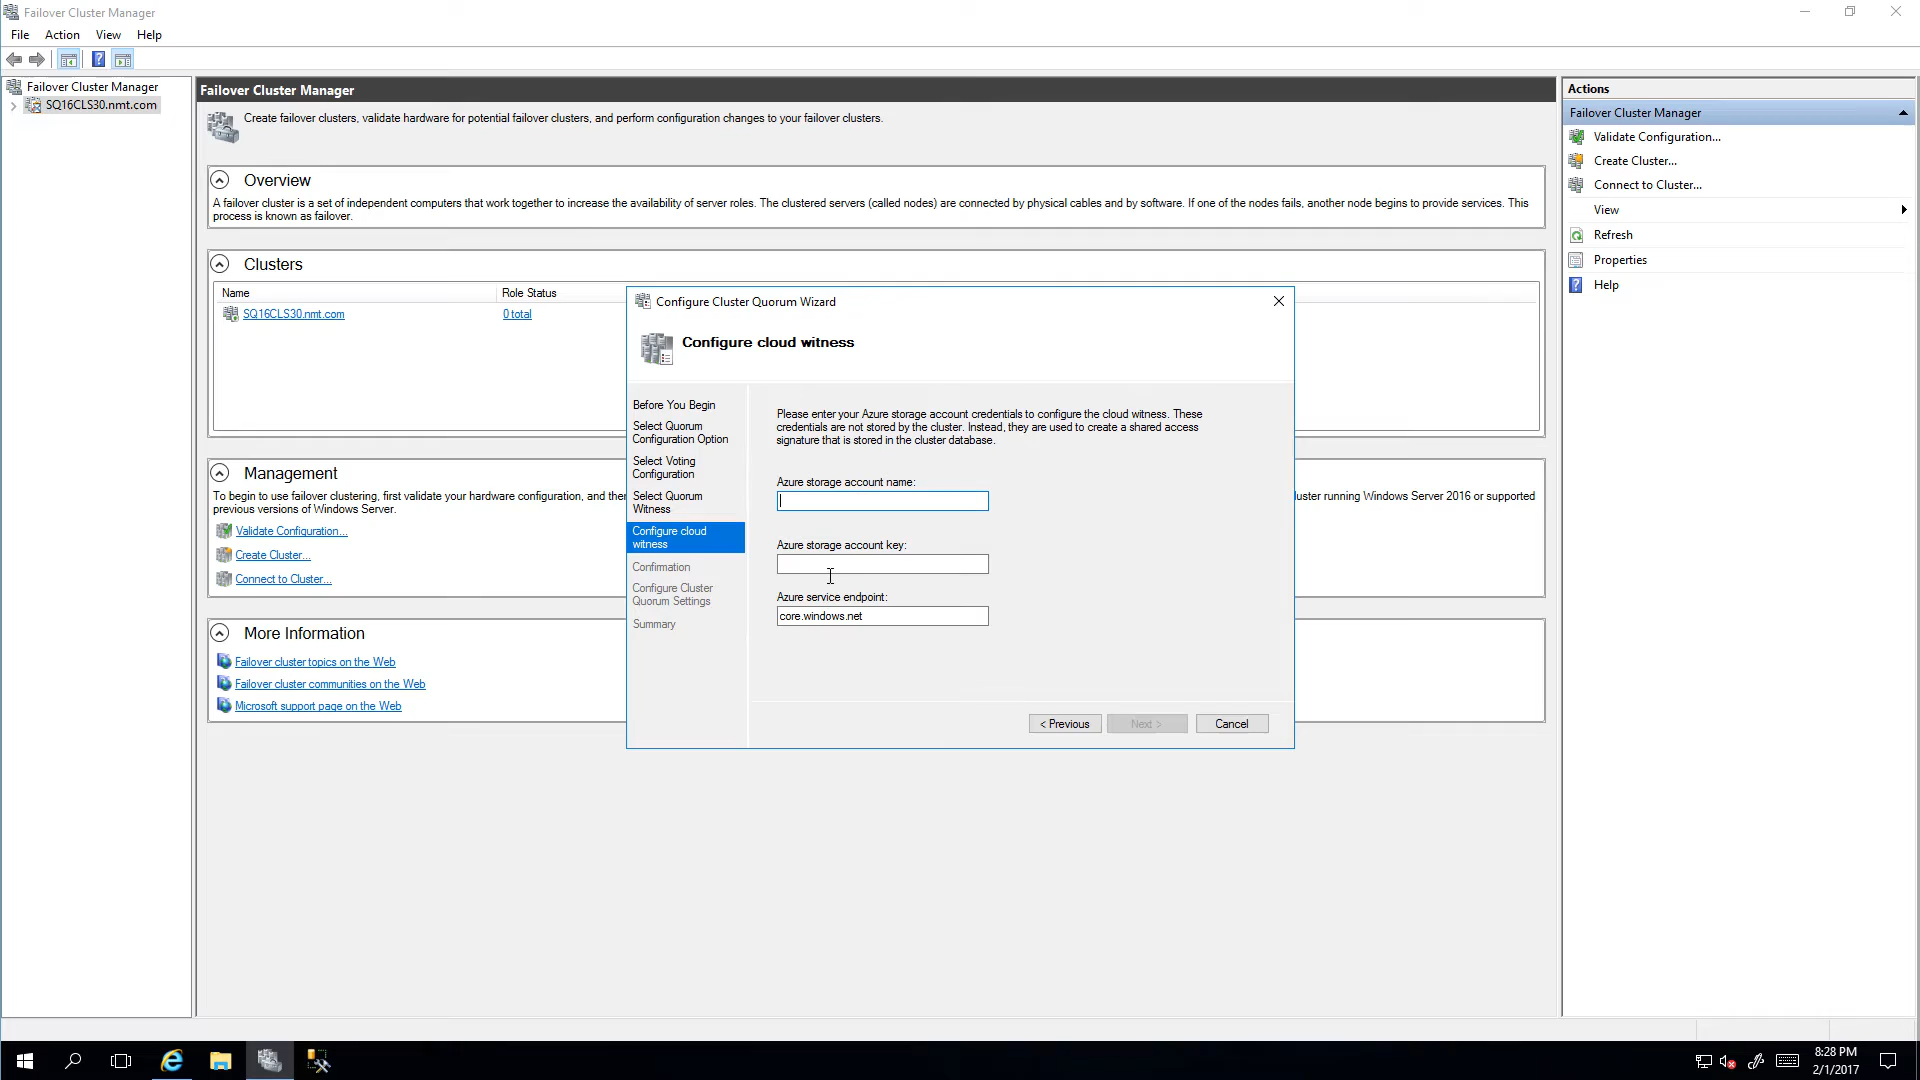 Failover Cluster Manager
File Action View Help
Failover Cluster Manager
SQ16CLS30.nmt.com
Failover Cluster Manager
Create failover clusters, validate hardware for potential failover clusters, and perform configuration changes to your failover clusters.
Overview
A failover cluster is a set of independent computers that work together to increase the availability of server roles. The clustered servers (called nodes) are connected by physical cables and by software. If one of the nodes fails, another node begins to provide services. This
process is known as failover.
Clusters
Name Role Status
SQ16CLS30.nmt.com 0 total
Management
To begin to use failover clustering, first validate your hardware configuration, and then
uster running Windows Server 2016 or supported
previous versions of Windows Server.
Validate Configuration...
Create Cluster...
Connect to Cluster...
More Information
Failover cluster topics on the Web
Failover cluster communities on the Web
Microsoft support page on the Web
Configure Cluster Quorum Wizard
Configure cloud witness
Before You Begin
Select Quorum
Configuration Option
Select Voting
Configuration
Select Quorum
Witness
Configure cloud
witness
Confirmation
Configure Cluster
Quorum Settings
Summary
Please enter your Azure storage account credentials to configure the cloud witness. These
credentials are not stored by the cluster. Instead, they are used to create a shared access
signature that is stored in the cluster database.
Azure storage account name:
Azure storage account key:
Azure service endpoint:
core.windows.net
< Previous Next > Cancel
Actions
Failover Cluster Manager
Validate Configuration...
Create Cluster...
Connect to Cluster...
View
Refresh
Properties
Help
8:28 PM
2/1/2017